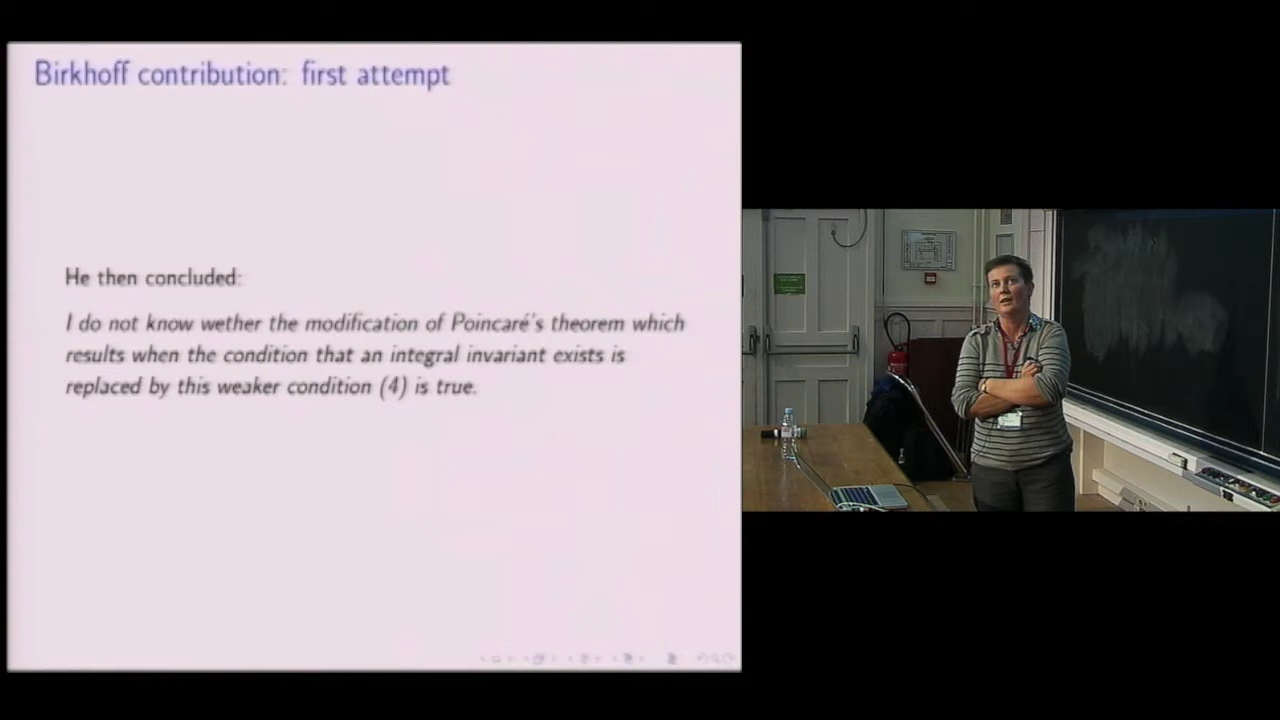 Birkhoff contribution: first attempt
He then concluded:
I do not know wether the modification of Poincaré's theorem which
results when the condition that an integral invariant exists is
replaced by this weaker condition (4) is true.